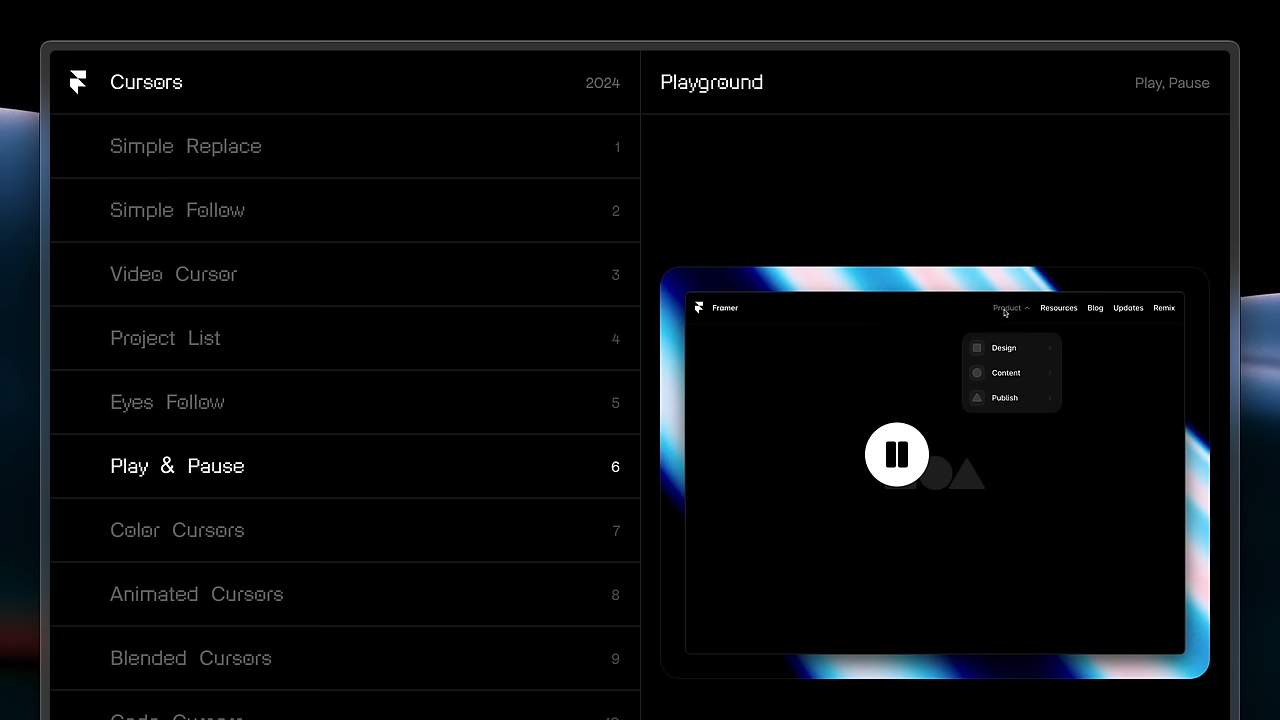 Cursors 2024
Simple Replace 1
Simple Follow 2
Video Cursor 3
Project List 4
Eyes Follow 5
Play & Pause 6
Color Cursors 7
Animated Cursors 8
Blended Cursors 9
Playground Play, Pause
Framer Product Resources Blog Updates Remix
Design
Content
Publish